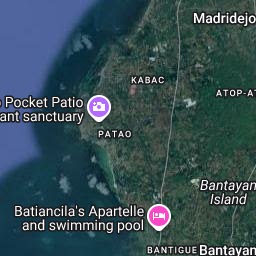 Madridejo
KABAC
ATOP-AT
Pocket Patio
ant sanctuary
PATAO
Bantayan
Island
Batiancila's Apartelle
and swimming pool
BANTIGUE
Bantayan